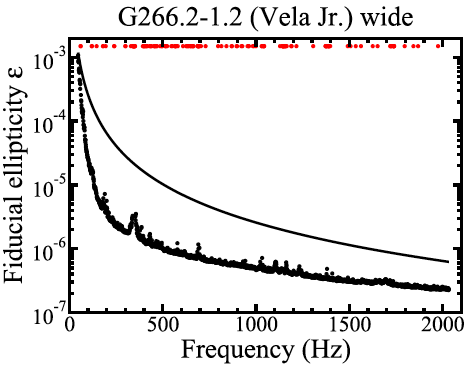 G266.2-1.2 (Vela Jr.) wide
Fiducial ellipticity ε
10⁻³
10⁻⁴
10⁻⁵
10⁻⁶
10⁻⁷
0 500 1000 1500 2000
Frequency (Hz)